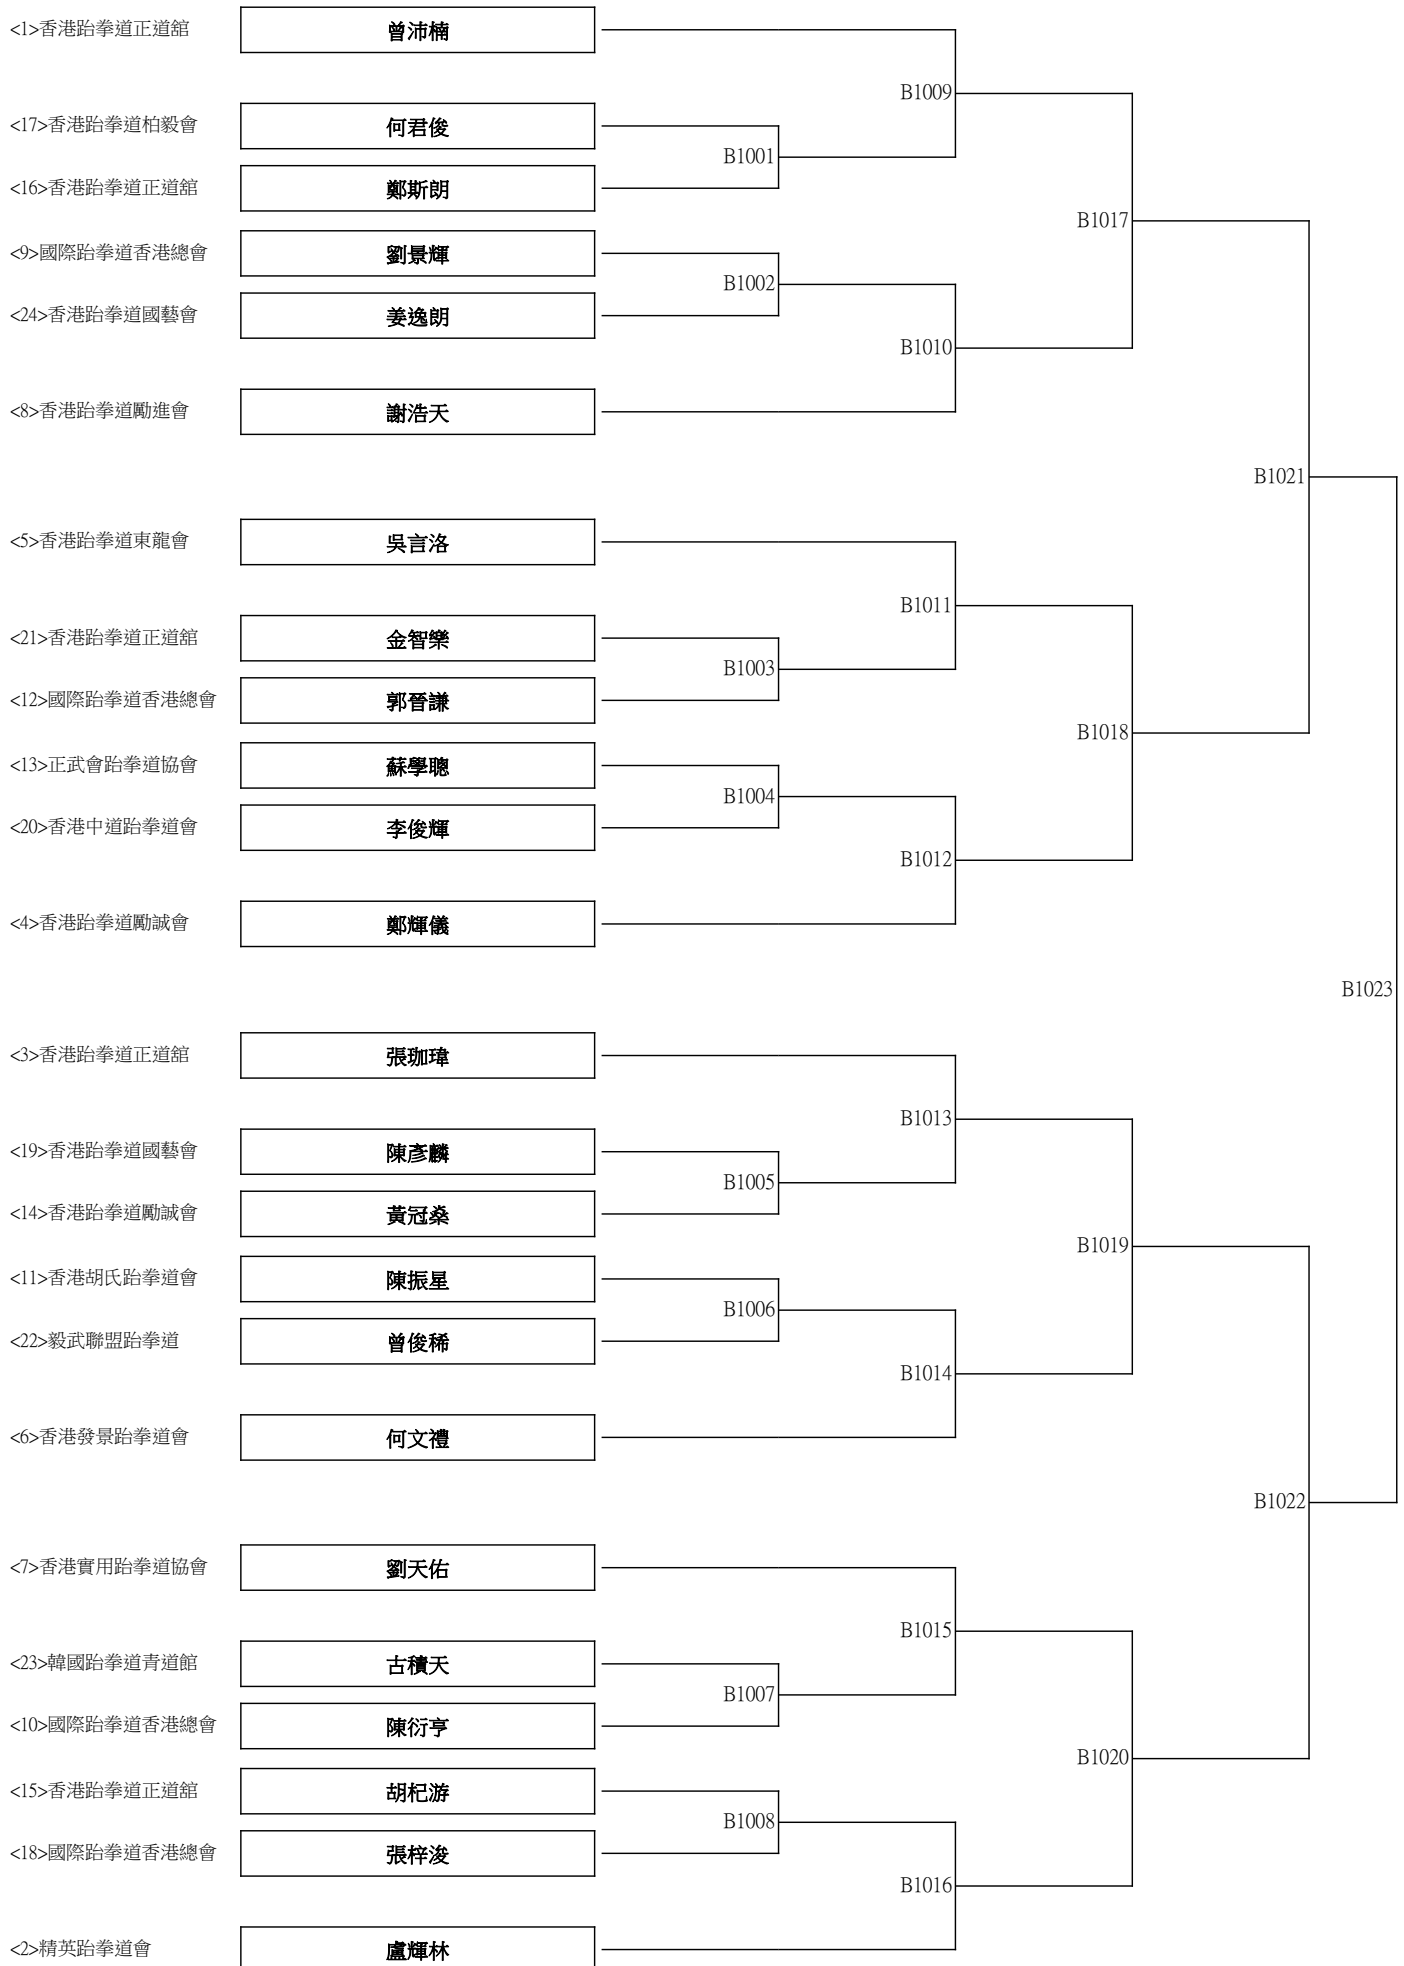 <1>香港跆拳道正道舘 曾沛楠
B1009
<17>香港跆拳道柏毅會 何君俊
B1001
<16>香港跆拳道正道舘 鄭斯朗
B1017
<9>國際跆拳道香港總會 劉景輝
B1002
<24>香港跆拳道國藝會 姜逸朗
B1010
<8>香港跆拳道勵進會 謝浩天
B1021
<5>香港跆拳道東龍會 吳言洛
B1011
<21>香港跆拳道正道舘 金智樂
B1003
<12>國際跆拳道香港總會 郭晉謙
B1018
<13>正武會跆拳道協會 蘇學聰
B1004
<20>香港中道跆拳道會 李俊輝
B1012
<4>香港跆拳道勵誠會 鄭輝儀
B1023
<3>香港跆拳道正道舘 張珈瑋
B1013
<19>香港跆拳道國藝會 陳彥麟
B1005
<14>香港跆拳道勵誠會 黃冠燊
B1019
<11>香港胡氏跆拳道會 陳振星
B1006
<22>毅武聯盟跆拳道 曾俊稀
B1014
<6>香港發景跆拳道會 何文禮
B1022
<7>香港實用跆拳道協會 劉天佑
B1015
<23>韓國跆拳道青道館 古積天
B1007
<10>國際跆拳道香港總會 陳衍亨
B1020
<15>香港跆拳道正道舘 胡杞游
B1008
<18>國際跆拳道香港總會 張梓浚
B1016
<2>精英跆拳道會 盧輝林